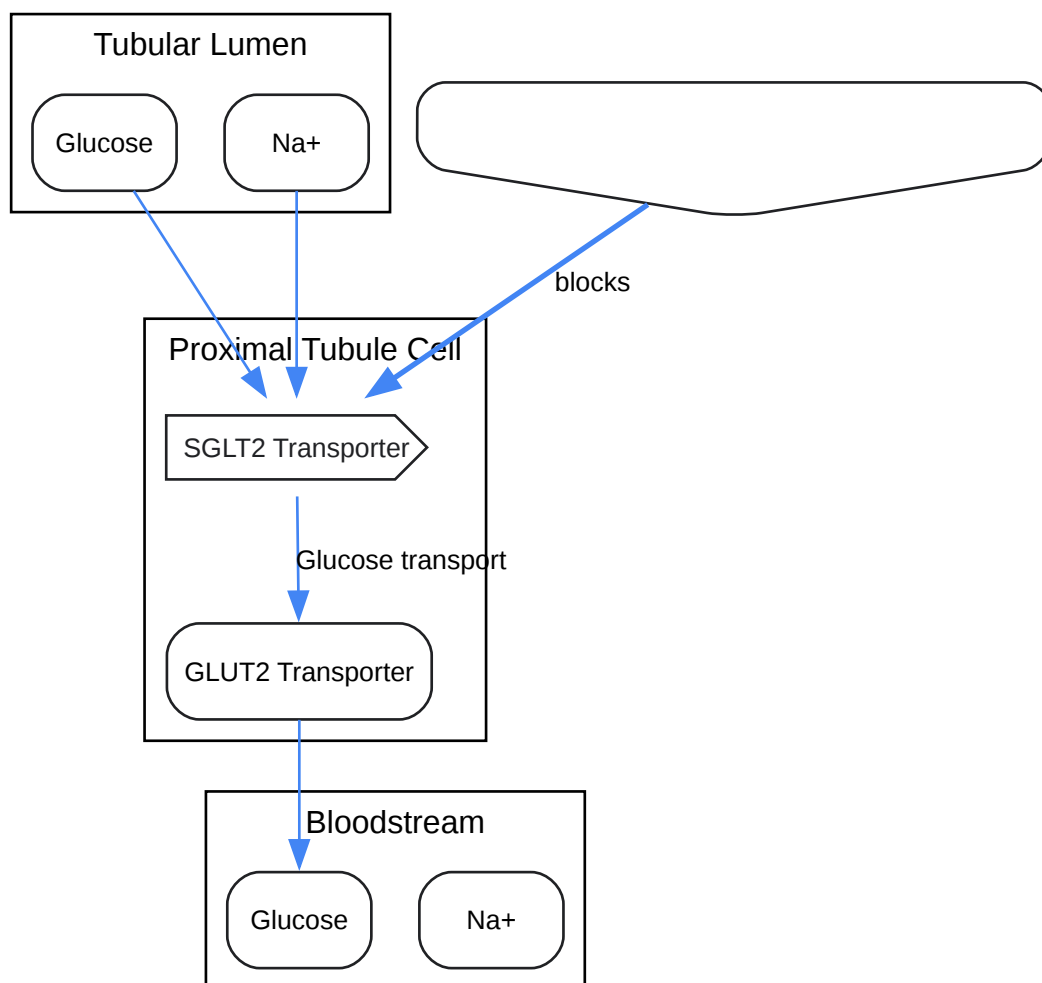 Tubular Lumen
Glucose
Na+
blocks
Proximal Tubule Cell
SGLT2 Transporter
Glucose transport
GLUT2 Transporter
Bloodstream
Glucose
Na+